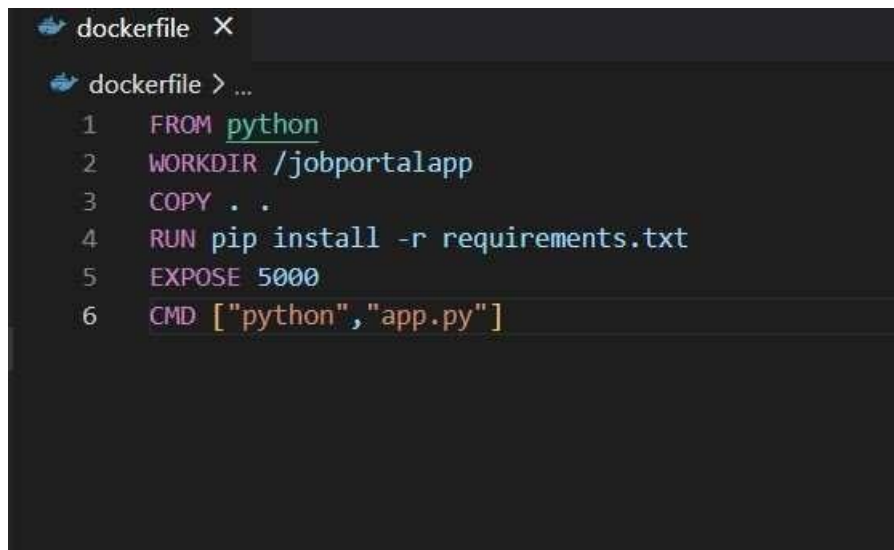 dockerfile X
dockerfile > ...
1 FROM python
2 WORKDIR /jobportalapp
3 COPY . .
4 RUN pip install -r requirements.txt
5 EXPOSE 5000
6 CMD ["python","app.py"]